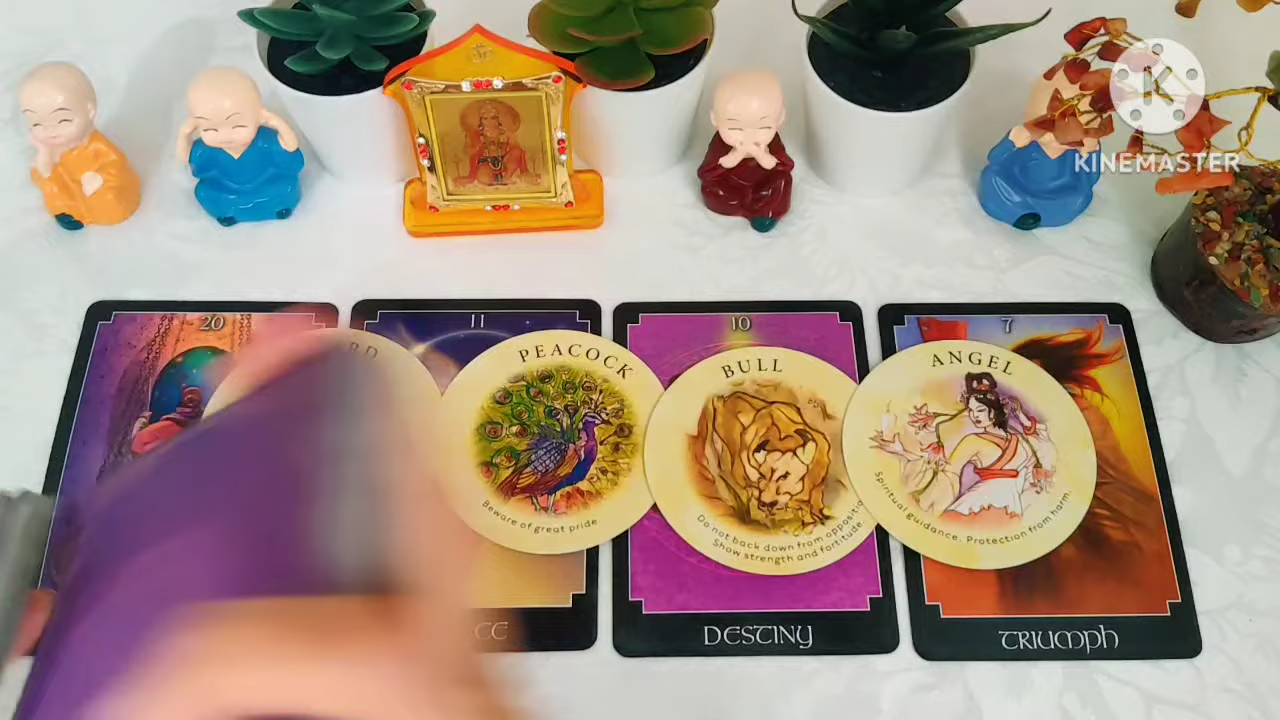 K
KINEMASTER
20
11
10
7
PEACOCK
BULL
ANGEL
Beware of great pride
Do not back down from
Show strength and fortitude.
Spiritual guidance. Protection from harm.
DESTINY
TRIUMPH